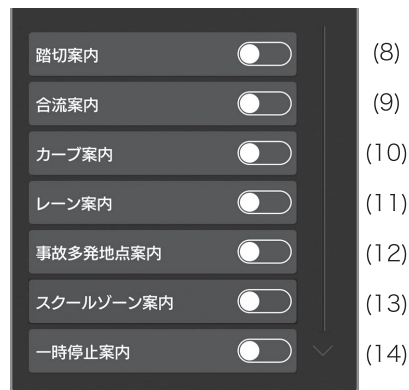 踏切案内 (8)
合流案内 (9)
カーブ案内 (10)
レーン案内 (11)
事故多発地点案内 (12)
スクールゾーン案内 (13)
一時停止案内 (14)